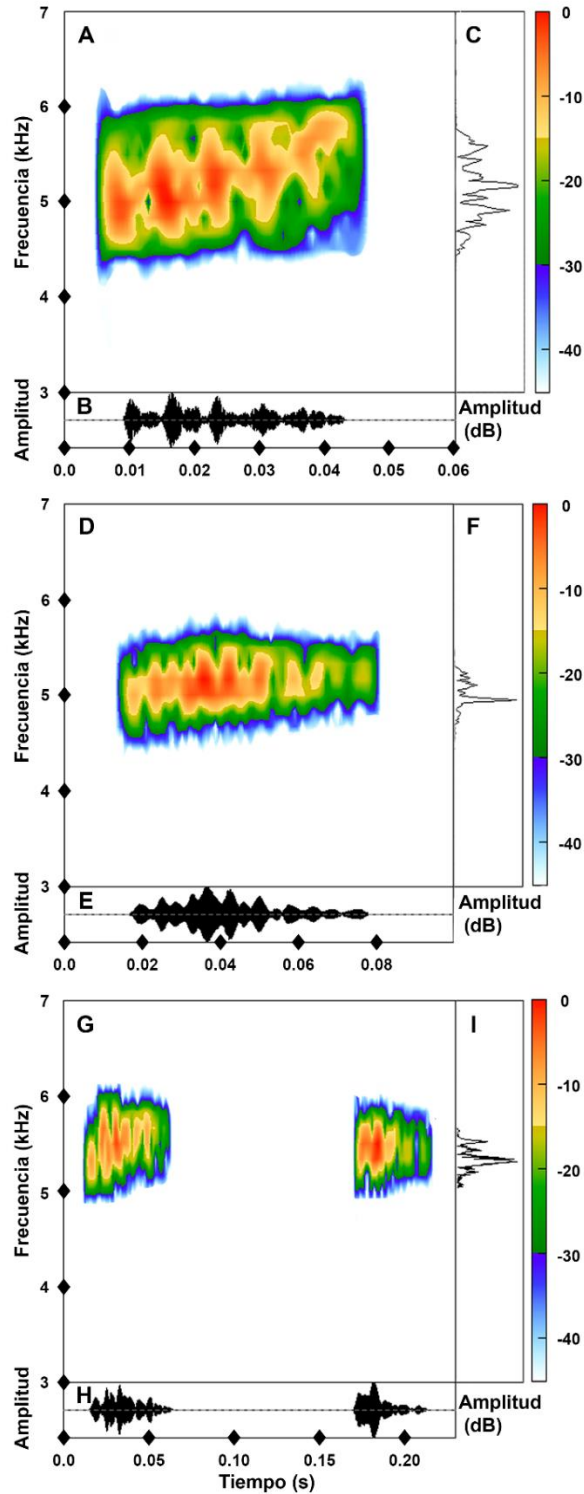 7
A
C
0
6
-10
Frecuencia (kHz)
5
-20
4
-30
-40
3
B
Amplitud
Amplitud
(dB)
0.0 0.01 0.02 0.03 0.04 0.05 0.06
7
D
F
0
6
-10
Frecuencia (kHz)
5
-20
4
-30
-40
3
E
Amplitud
Amplitud
(dB)
0.0 0.02 0.04 0.06 0.08
7
G
I
0
6
-10
Frecuencia (kHz)
5
-20
4
-30
-40
3
H
Amplitud
Amplitud
(dB)
0.0 0.05 0.10 0.15 0.20
Tiempo (s)